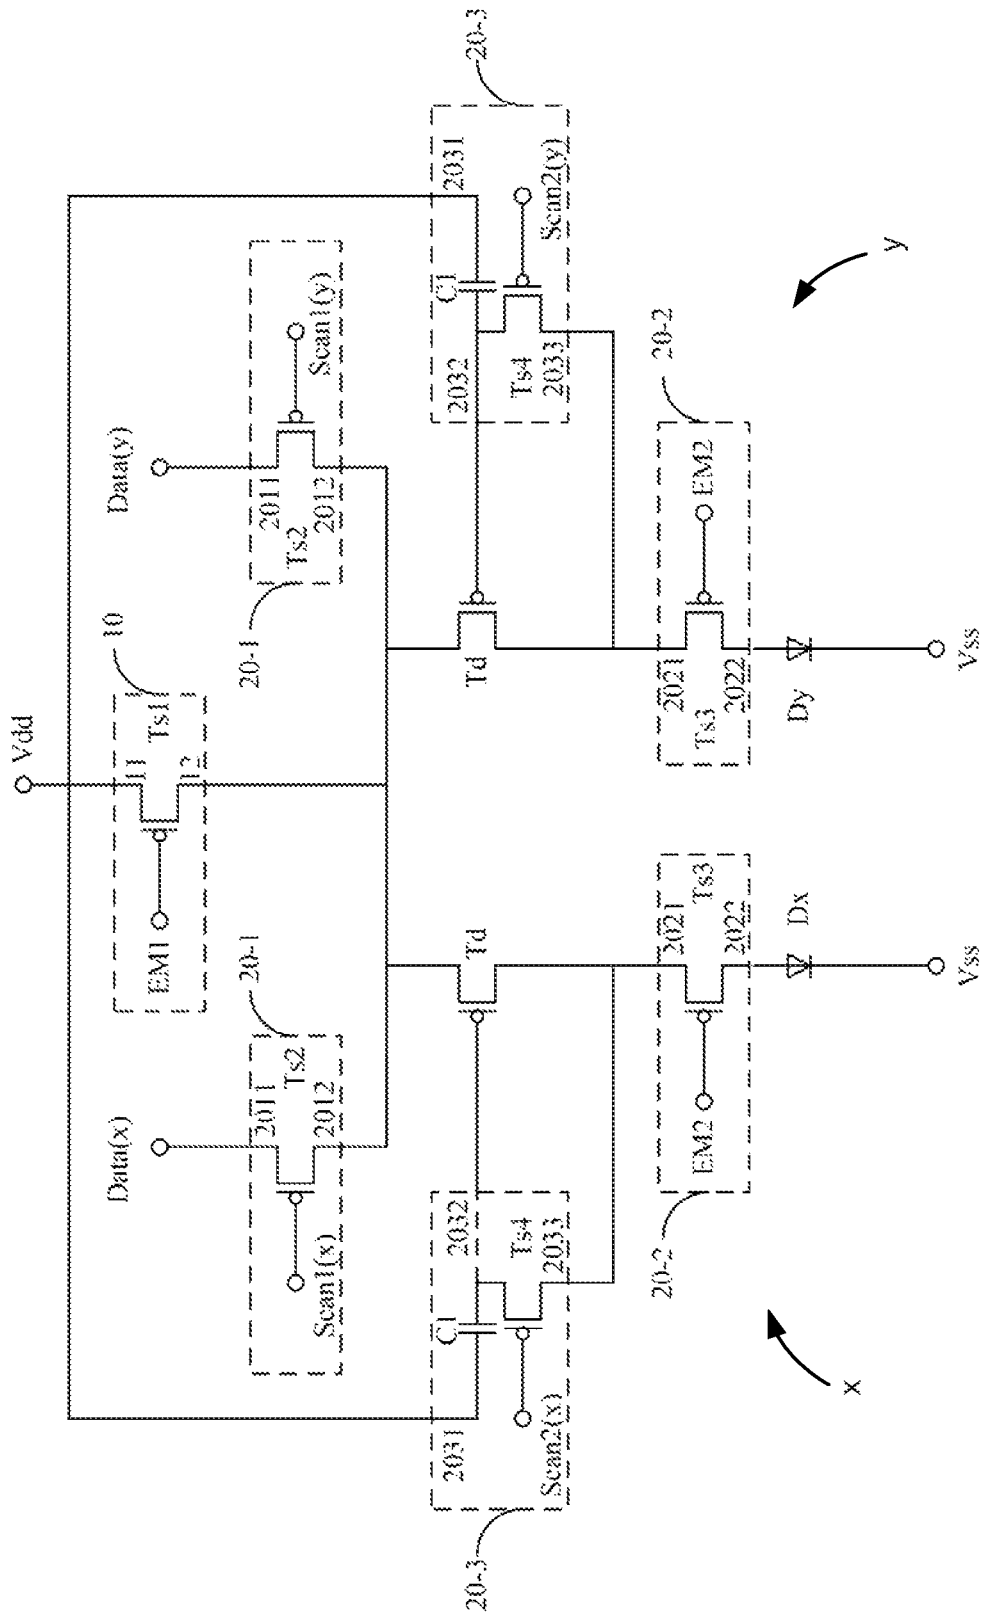 Vdd
10
11
Ts1
12
EM1
Data(x)
Data(y)
20-1
2011
Ts2
2012
Scan1(x)
20-1
2011
Ts2
2012
Scan1(y)
20-3
2031
C1
2032
Ts4
2033
Scan2(x)
Td
Td
20-3
2031
C1
2032
Ts4
2033
Scan2(y)
20-2
2021
Ts3
2022
EM2
20-2
2021
Ts3
2022
EM2
Dx
Dy
Vss
Vss
x
y